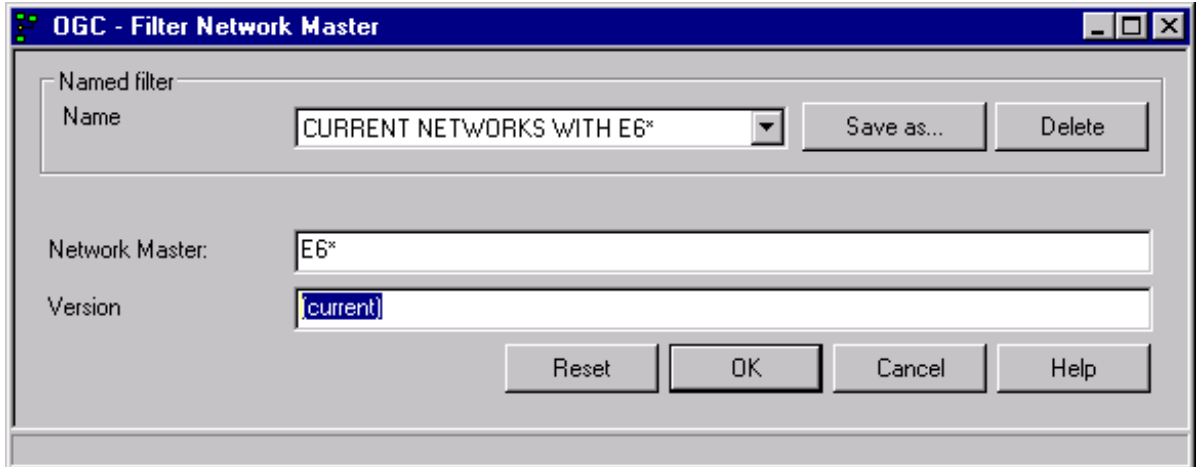 OGC - Filter Network Master
Named filter
Name CURRENT NETWORKS WITH E6* Save as... Delete
Network Master: E6*
Version (current)
Reset OK Cancel Help